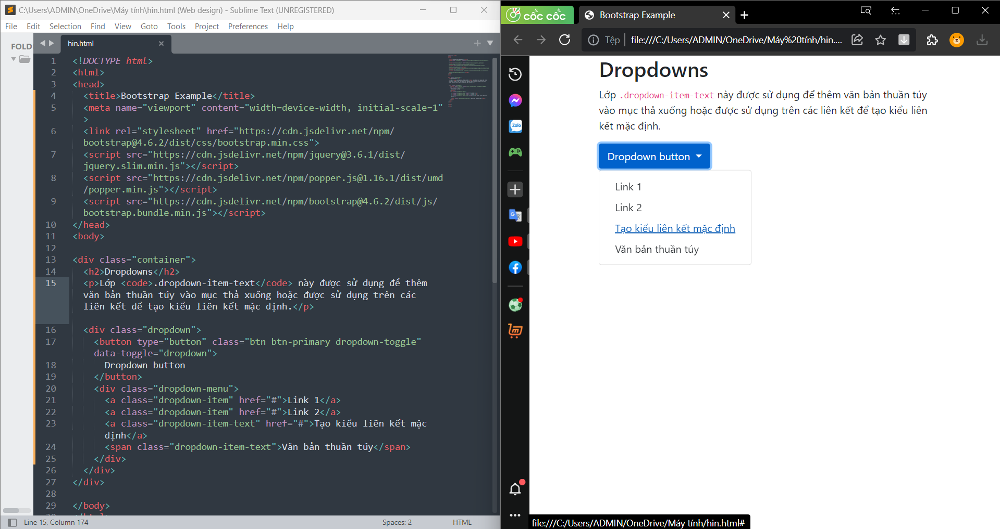 C:\Users\ADMIN\OneDrive\Máy tính\hin.html (Web design) - Sublime Text (UNREGISTERED)
File Edit Selection Find View Goto Tools Project Preferences Help
FOLD
hin.html
1 <!DOCTYPE html>
2 <html>
3 <head>
4 <title>Bootstrap Example</title>
5 <meta name="viewport" content="width=device-width, initial-scale=1"
>
6 <link rel="stylesheet" href="https://cdn.jsdelivr.net/npm/
bootstrap@4.6.2/dist/css/bootstrap.min.css">
7 <script src="https://cdn.jsdelivr.net/npm/jquery@3.6.1/dist/
jquery.slim.min.js"></script>
8 <script src="https://cdn.jsdelivr.net/npm/popper.js@1.16.1/dist/umd
/popper.min.js"></script>
9 <script src="https://cdn.jsdelivr.net/npm/bootstrap@4.6.2/dist/js/
bootstrap.bundle.min.js"></script>
10 </head>
11 <body>
12
13 <div class="container">
14 <h2>Dropdowns</h2>
15 <p>Lớp <code>.dropdown-item-text</code> này được sử dụng để thêm
văn bản thuần túy vào mục thả xuống hoặc được sử dụng trên các
liên kết để tạo kiểu liên kết mặc định.</p>
16 <div class="dropdown">
17 <button type="button" class="btn btn-primary dropdown-toggle"
data-toggle="dropdown">
18 Dropdown button
19 </button>
20 <div class="dropdown-menu">
21 <a class="dropdown-item" href="#">Link 1</a>
22 <a class="dropdown-item" href="#">Link 2</a>
23 <a class="dropdown-item-text" href="#">Tạo kiểu liên kết mặc
định</a>
24 <span class="dropdown-item-text">Văn bản thuần túy</span>
25 </div>
26 </div>
27 </div>
28
29 </body>
Line 15, Column 174
Spaces: 2
HTML
cốc cốc
Bootstrap Example
Tệp
file:///C:/Users/ADMIN/OneDrive/Máy%20tính/hin....
Zalo
Dropdowns
Lớp .dropdown-item-text này được sử dụng để thêm văn bản thuần túy
vào mục thả xuống hoặc được sử dụng trên các liên kết để tạo kiểu liên
kết mặc định.
Dropdown button
Link 1
Link 2
Tạo kiểu liên kết mặc định
Văn bản thuần túy
file:///C:/Users/ADMIN/OneDrive/Máy tính/hin.html#